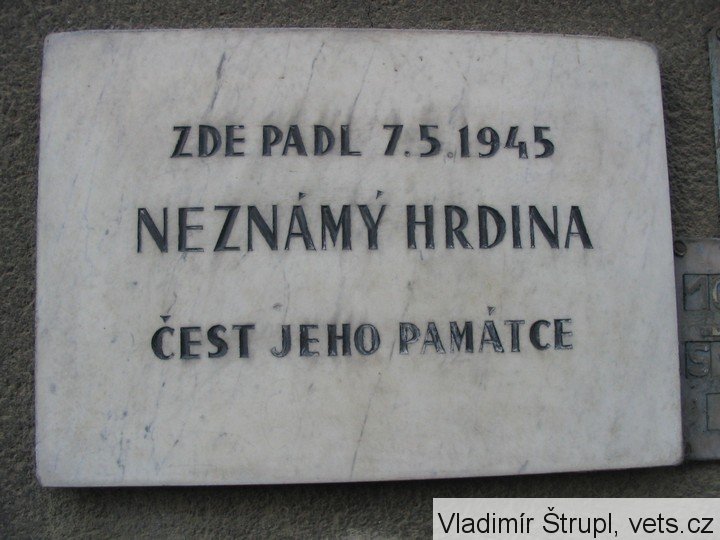 ZDE PADL 7.5.1945
NEZNÁMÝ HRDINA
ČEST JEHO PAMÁTCE
Vladimír Štrupl, vets.cz